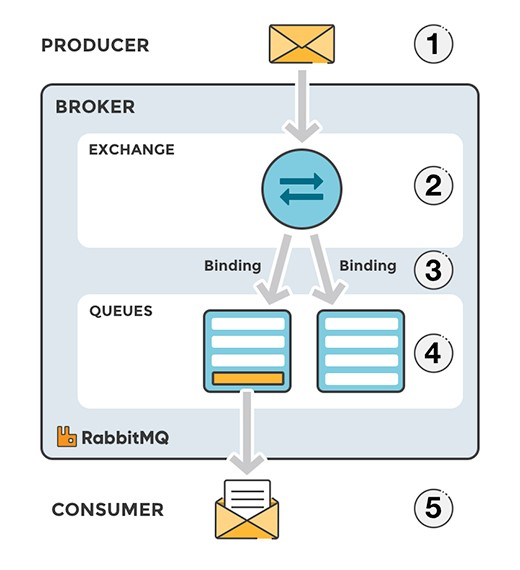 PRODUCER
1
BROKER
EXCHANGE
2
Binding Binding
3
QUEUES
4
RabbitMQ
CONSUMER
5